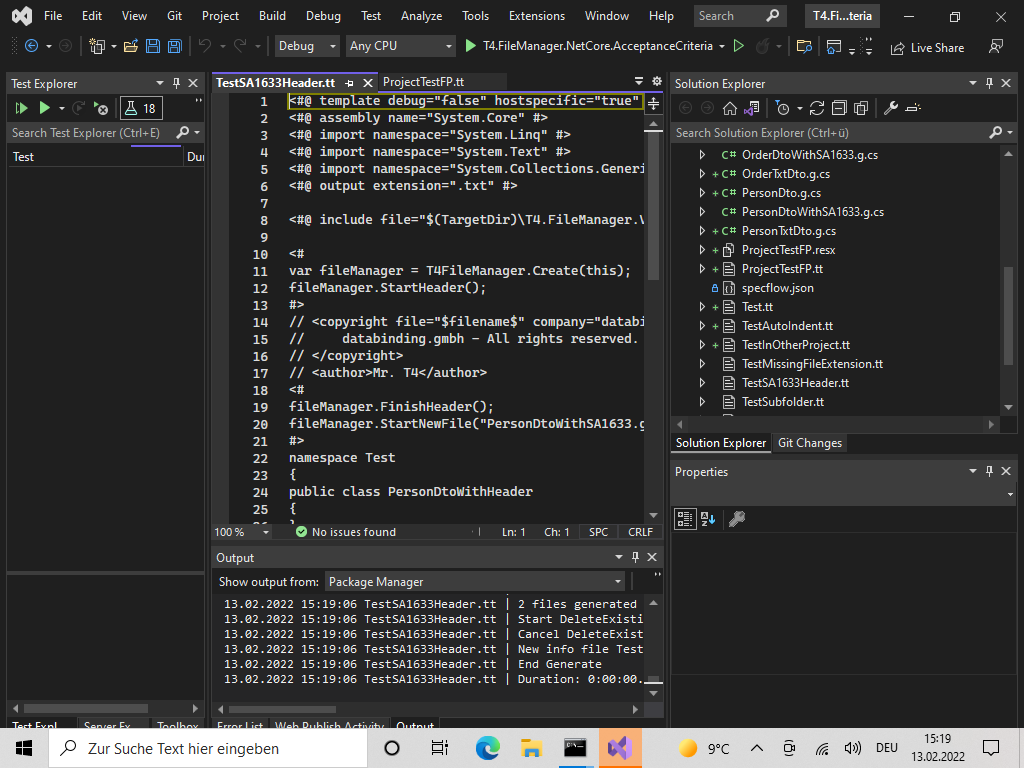 File Edit View Git Project Build Debug Test Analyze Tools Extensions Window Help Search T4.Fi...teria
Debug Any CPU T4.FileManager.NetCore.AcceptanceCriteria Live Share
Test Explorer
18
Search Test Explorer (Ctrl+E)
Test Dur
TestSA1633Header.tt ProjectTestFP.tt
1 <#@ template debug="false" hostspecific="true"
2 <#@ assembly name="System.Core" #>
3 <#@ import namespace="System.Linq" #>
4 <#@ import namespace="System.Text" #>
5 <#@ import namespace="System.Collections.Generi
6 <#@ output extension=".txt" #>
7
8 <#@ include file="$(TargetDir)\T4.FileManager.V
9
10 <#
11 var fileManager = T4FileManager.Create(this);
12 fileManager.StartHeader();
13 #>
14 // <copyright file="$filename$" company="databi
15 //     databinding.gmbh - All rights reserved.
16 // </copyright>
17 // <author>Mr. T4</author>
18 <#
19 fileManager.FinishHeader();
20 fileManager.StartNewFile("PersonDtoWithSA1633.g
21 #>
22 namespace Test
23 {
24 public class PersonDtoWithHeader
25 {
100 % No issues found Ln: 1 Ch: 1 SPC CRLF
Output
Show output from: Package Manager
13.02.2022 15:19:06 TestSA1633Header.tt | 2 files generated
13.02.2022 15:19:06 TestSA1633Header.tt | Start DeleteExisti
13.02.2022 15:19:06 TestSA1633Header.tt | Cancel DeleteExist
13.02.2022 15:19:06 TestSA1633Header.tt | New info file Test
13.02.2022 15:19:06 TestSA1633Header.tt | End Generate
13.02.2022 15:19:06 TestSA1633Header.tt | Duration: 0:00:00.
Solution Explorer
Search Solution Explorer (Ctrl+ü)
C# OrderDtoWithSA1633.g.cs
+ C# OrderTxtDto.g.cs
+ C# PersonDto.g.cs
C# PersonDtoWithSA1633.g.cs
+ C# PersonTxtDto.g.cs
+ ProjectTestFP.resx
+ ProjectTestFP.tt
specflow.json
+ Test.tt
+ TestAutoIndent.tt
+ TestInOtherProject.tt
TestMissingFileExtension.tt
TestSA1633Header.tt
TestSubfolder.tt
Solution Explorer Git Changes
Properties
Test Expl... Server Ex... Toolbox Error List Web Publish Activity Output
Zur Suche Text hier eingeben
9°C
DEU
15:19
13.02.2022